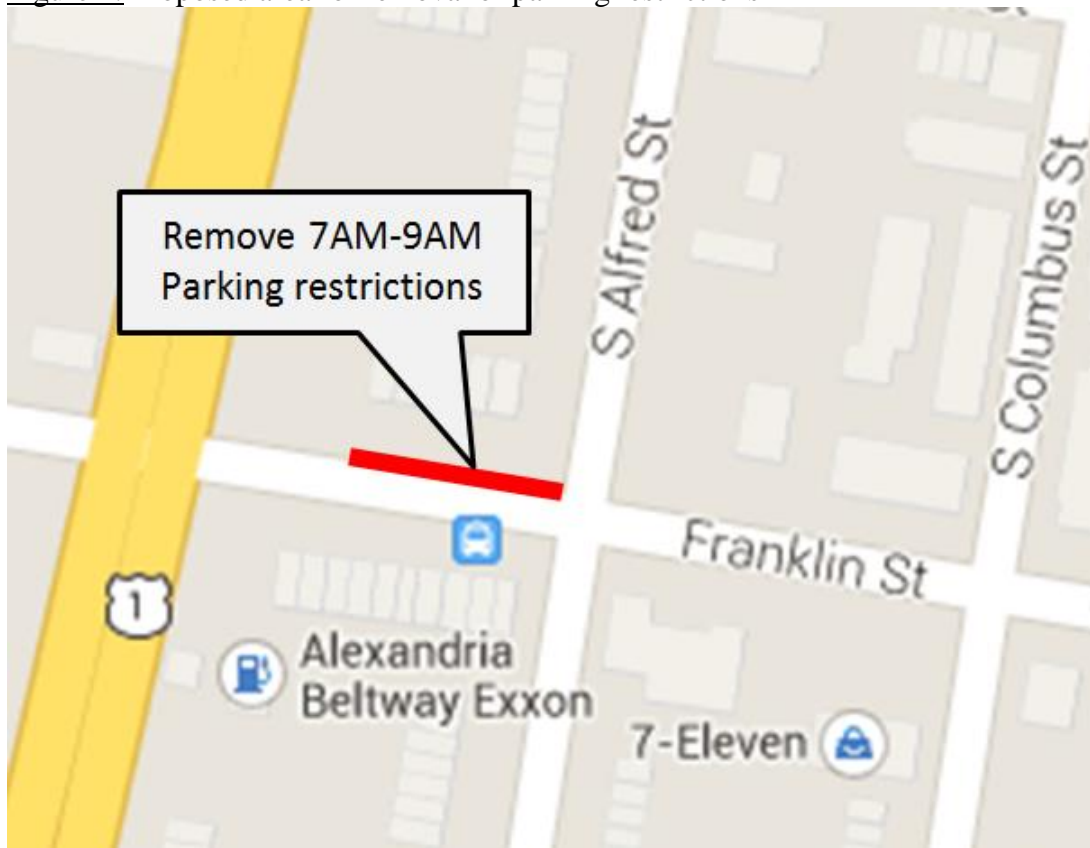 Remove 7AM-9AM
Parking restrictions
S Alfred St
S Columbus St
Franklin St
1
Alexandria
Beltway Exxon
7-Eleven